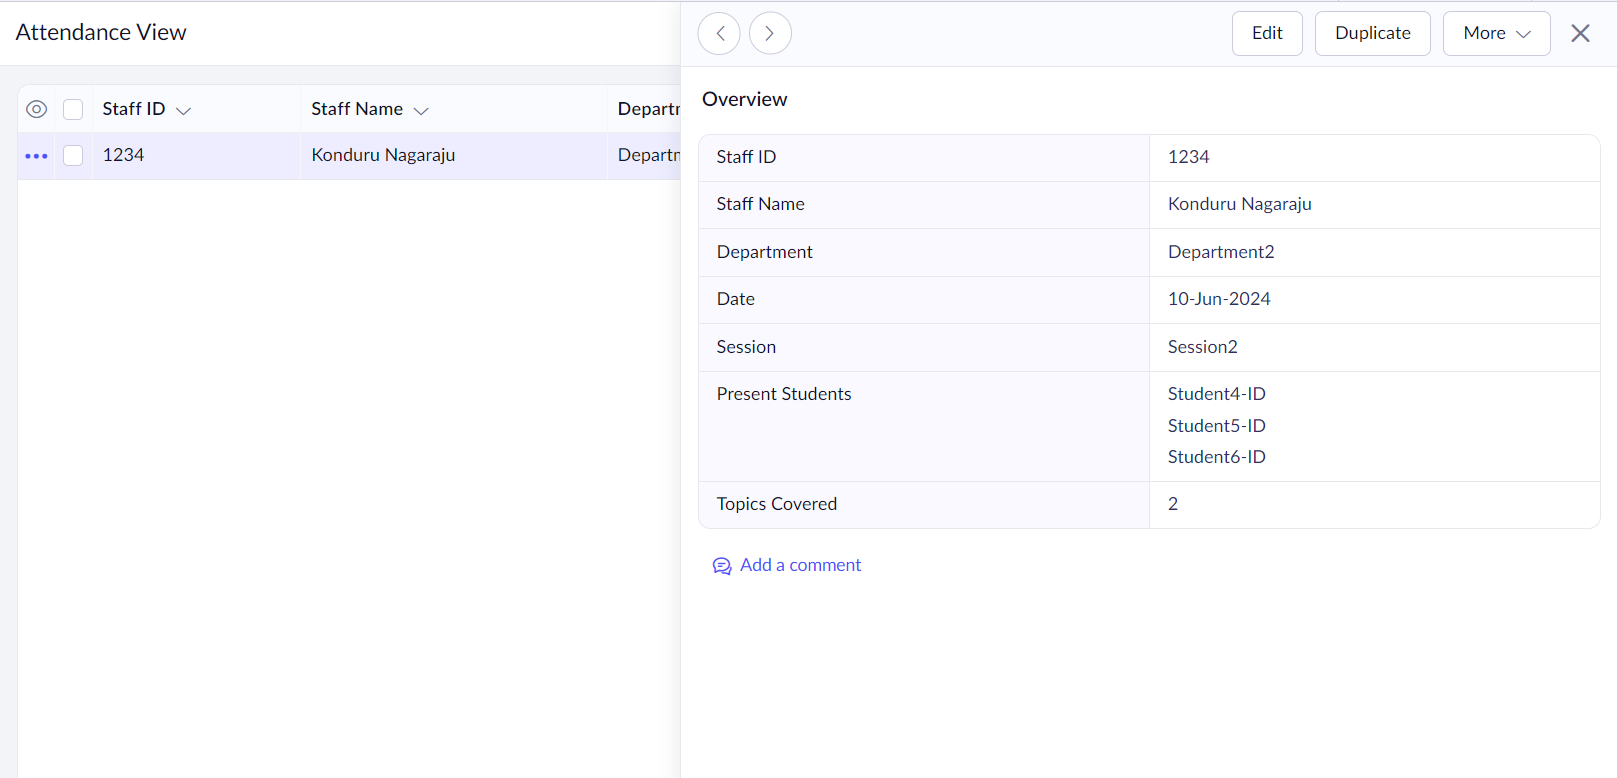 Attendance View
Edit
Duplicate
More
Staff ID
Staff Name
1234
Konduru Nagaraju
Overview
Staff ID 1234
Staff Name Konduru Nagaraju
Department Department2
Date 10-Jun-2024
Session Session2
Present Students Student4-ID
Student5-ID
Student6-ID
Topics Covered 2
Add a comment